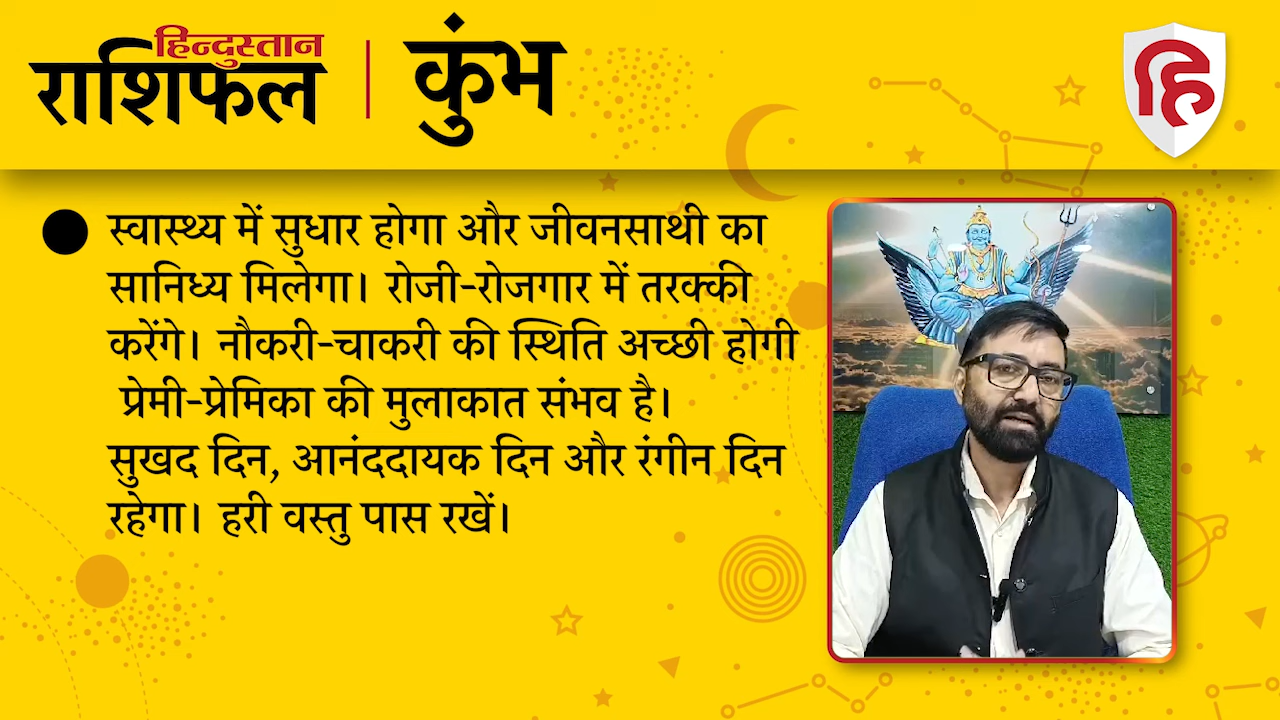 हिन्दुस्तान
राशिफल
कुंभ
हि
स्वास्थ्य में सुधार होगा और जीवनसाथी का
सानिध्य मिलेगा। रोजी-रोजगार में तरक्की
करेंगे। नौकरी-चाकरी की स्थिति अच्छी होगी
प्रेमी-प्रेमिका की मुलाकात संभव है।
सुखद दिन, आनंददायक दिन और रंगीन दिन
रहेगा। हरी वस्तु पास रखें।